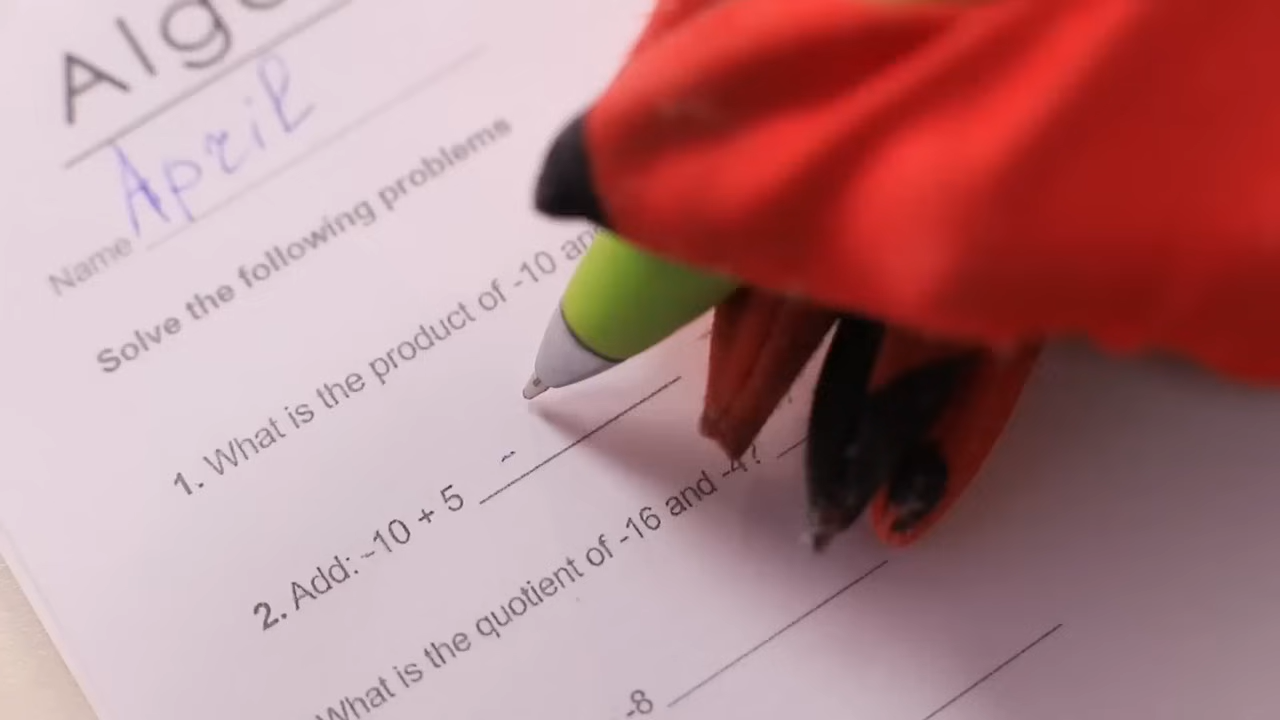 Alg
Name April
Solve the following problems
1. What is the product of -10 and
2. Add: -10 + 5
What is the quotient of -16 and -4?
-8